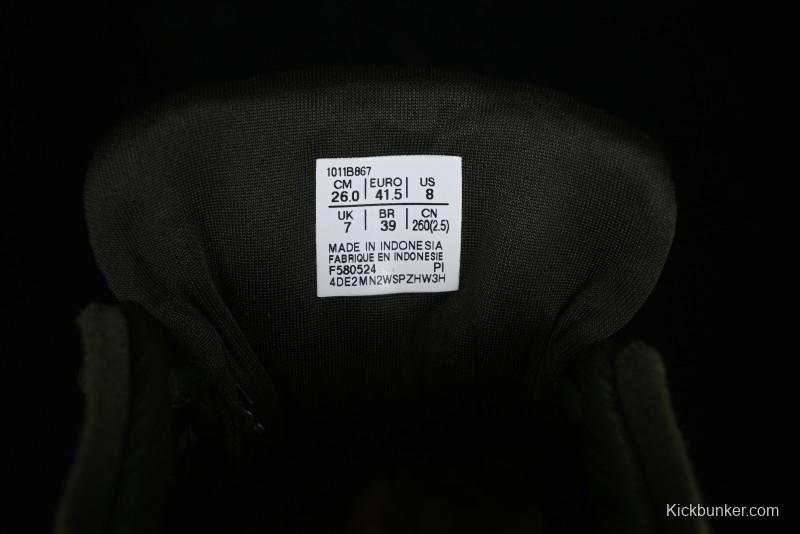 1011B867
CM EURO US
26.0 41.5 8
UK BR CN
7 39 260(2.5)
MADE IN INDONESIA
FABRIQUE EN INDONESIE
F580524 PI
4DE2MN2WSPZHW3H
Kickbunker.com